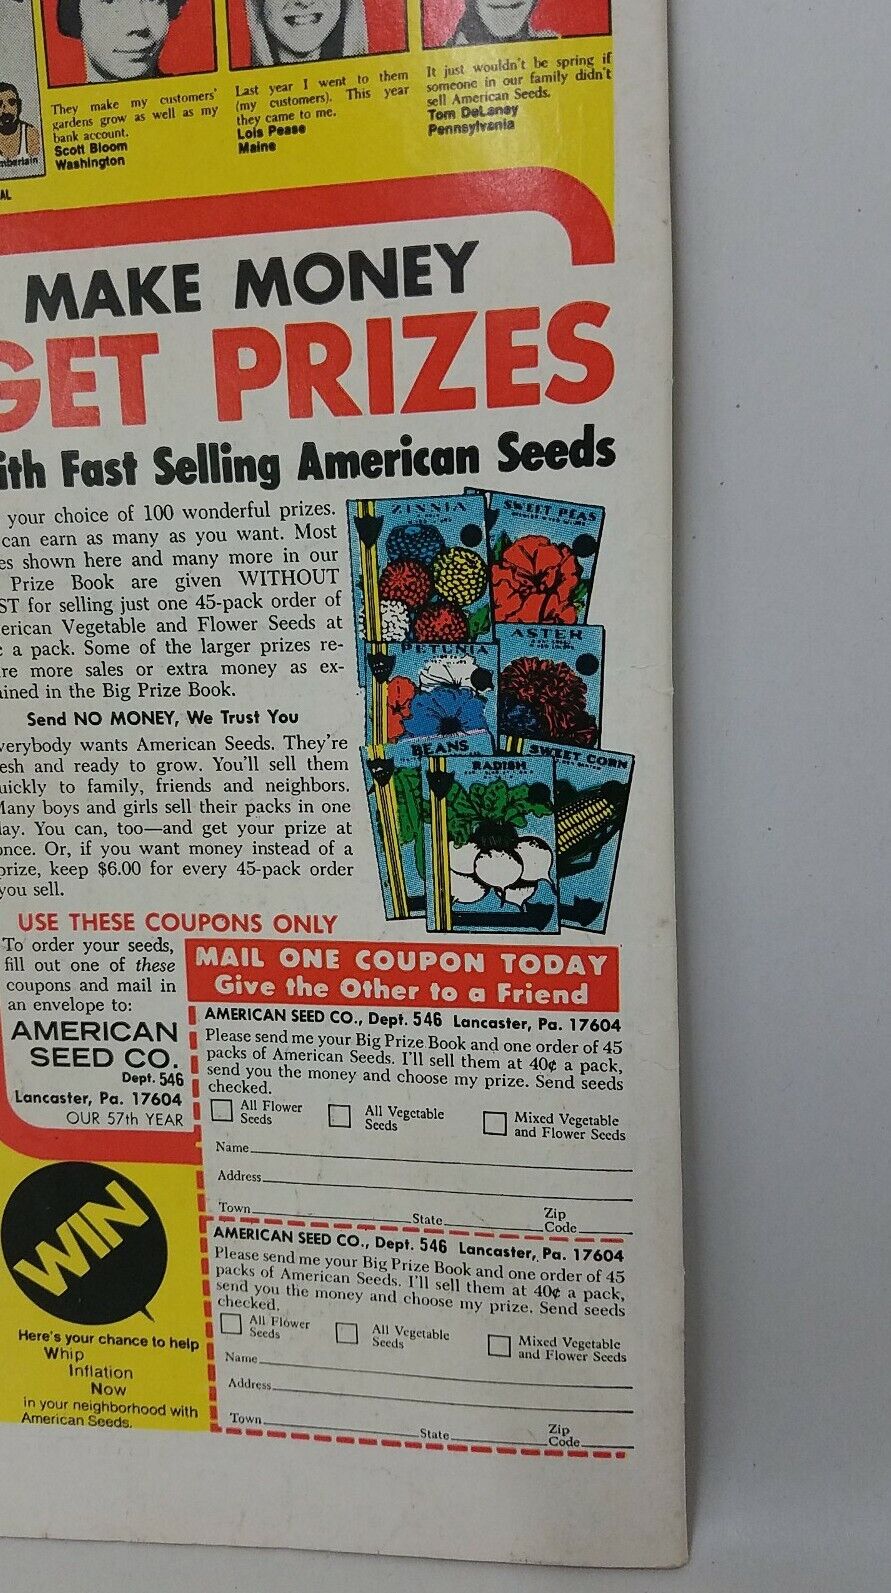 They make my customers'
gardens grow as well as my
bank account.
Scott Bloom
Washington
Last year I went to them
(my customers). This year
they came to me.
Lois Pease
Maine
It just wouldn't be spring if
someone in our family didn't
sell American Seeds.
Tom DeLaney
Pennsylvania
mberlain
AL
MAKE MONEY
GET PRIZES
ith Fast Selling American Seeds
your choice of 100 wonderful prizes.
can earn as many as you want. Most
es shown here and many more in our
Prize Book are given WITHOUT
ST for selling just one 45-pack order of
erican Vegetable and Flower Seeds at
¢ a pack. Some of the larger prizes re-
re more sales or extra money as ex-
ained in the Big Prize Book.
Send NO MONEY, We Trust You
verybody wants American Seeds. They're
esh and ready to grow. You'll sell them
uickly to family, friends and neighbors.
Many boys and girls sell their packs in one
ay. You can, too—and get your prize at
once. Or, if you want money instead of a
prize, keep $6.00 for every 45-pack order
you sell.
ZINNIA
SWEET PEAS
PETUNIA
ASTER
BEANS
RADISH
SWEET CORN
USE THESE COUPONS ONLY
To order your seeds,
fill out one of these
coupons and mail in
an envelope to:
AMERICAN
SEED CO.
Dept. 546
Lancaster, Pa. 17604
OUR 57th YEAR
MAIL ONE COUPON TODAY
Give the Other to a Friend
AMERICAN SEED CO., Dept. 546 Lancaster, Pa. 17604
Please send me your Big Prize Book and one order of 45
packs of American Seeds. I'll sell them at 40¢ a pack,
send you the money and choose my prize. Send seeds
checked.
All Flower
Seeds
All Vegetable
Seeds
Mixed Vegetable
and Flower Seeds
Name
Address
Town State Zip
Code
AMERICAN SEED CO., Dept. 546 Lancaster, Pa. 17604
Please send me your Big Prize Book and one order of 45
packs of American Seeds. I'll sell them at 40¢ a pack,
send you the money and choose my prize. Send seeds
checked.
All Flower
Seeds
All Vegetable
Seeds
Mixed Vegetable
and Flower Seeds
Name
Address
Town State Zip
Code
WIN
Here's your chance to help
Whip
Inflation
Now
in your neighborhood with
American Seeds.